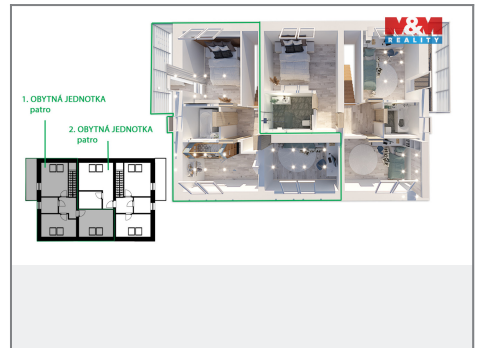 M&M
REALITY
1. OBYTNÁ JEDNOTKA
patro
2. OBYTNÁ JEDNOTKA
patro